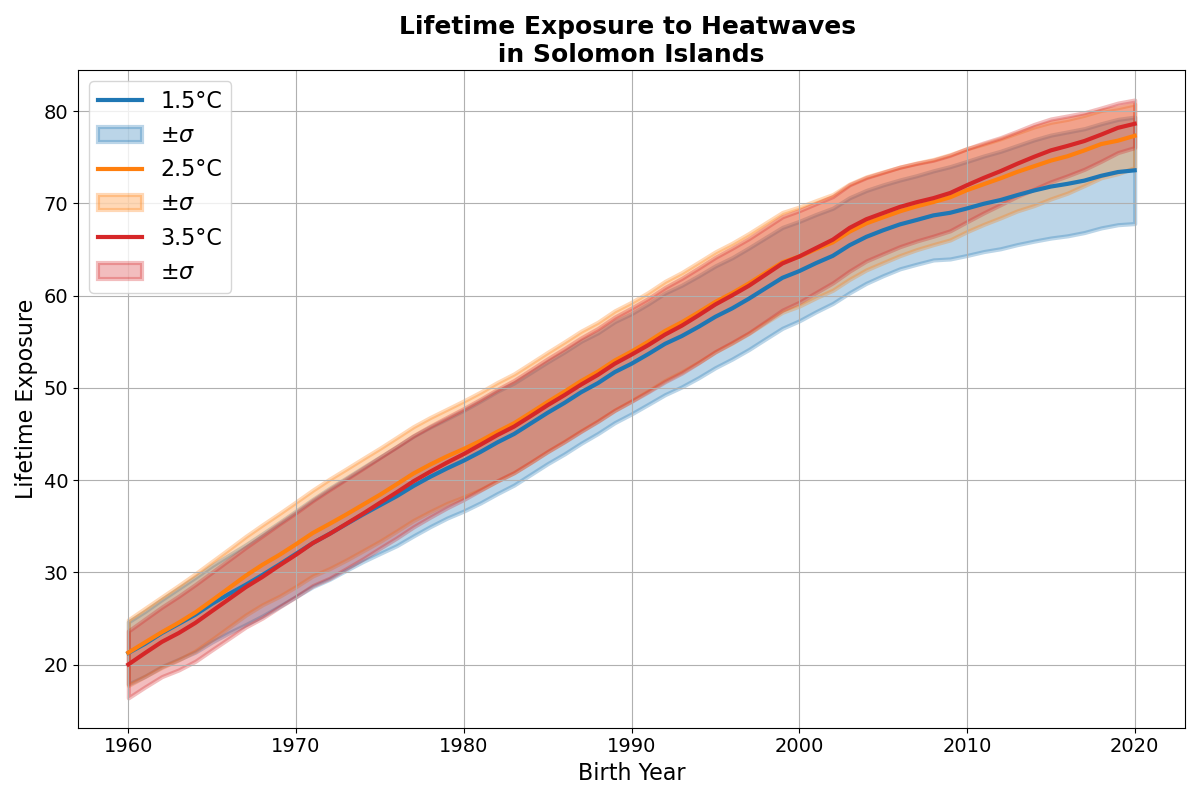 Lifetime Exposure to Heatwaves
in Solomon Islands
1.5°C
±σ
2.5°C
±σ
3.5°C
±σ
Lifetime Exposure
80
70
60
50
40
30
20
1960 1970 1980 1990 2000 2010 2020
Birth Year